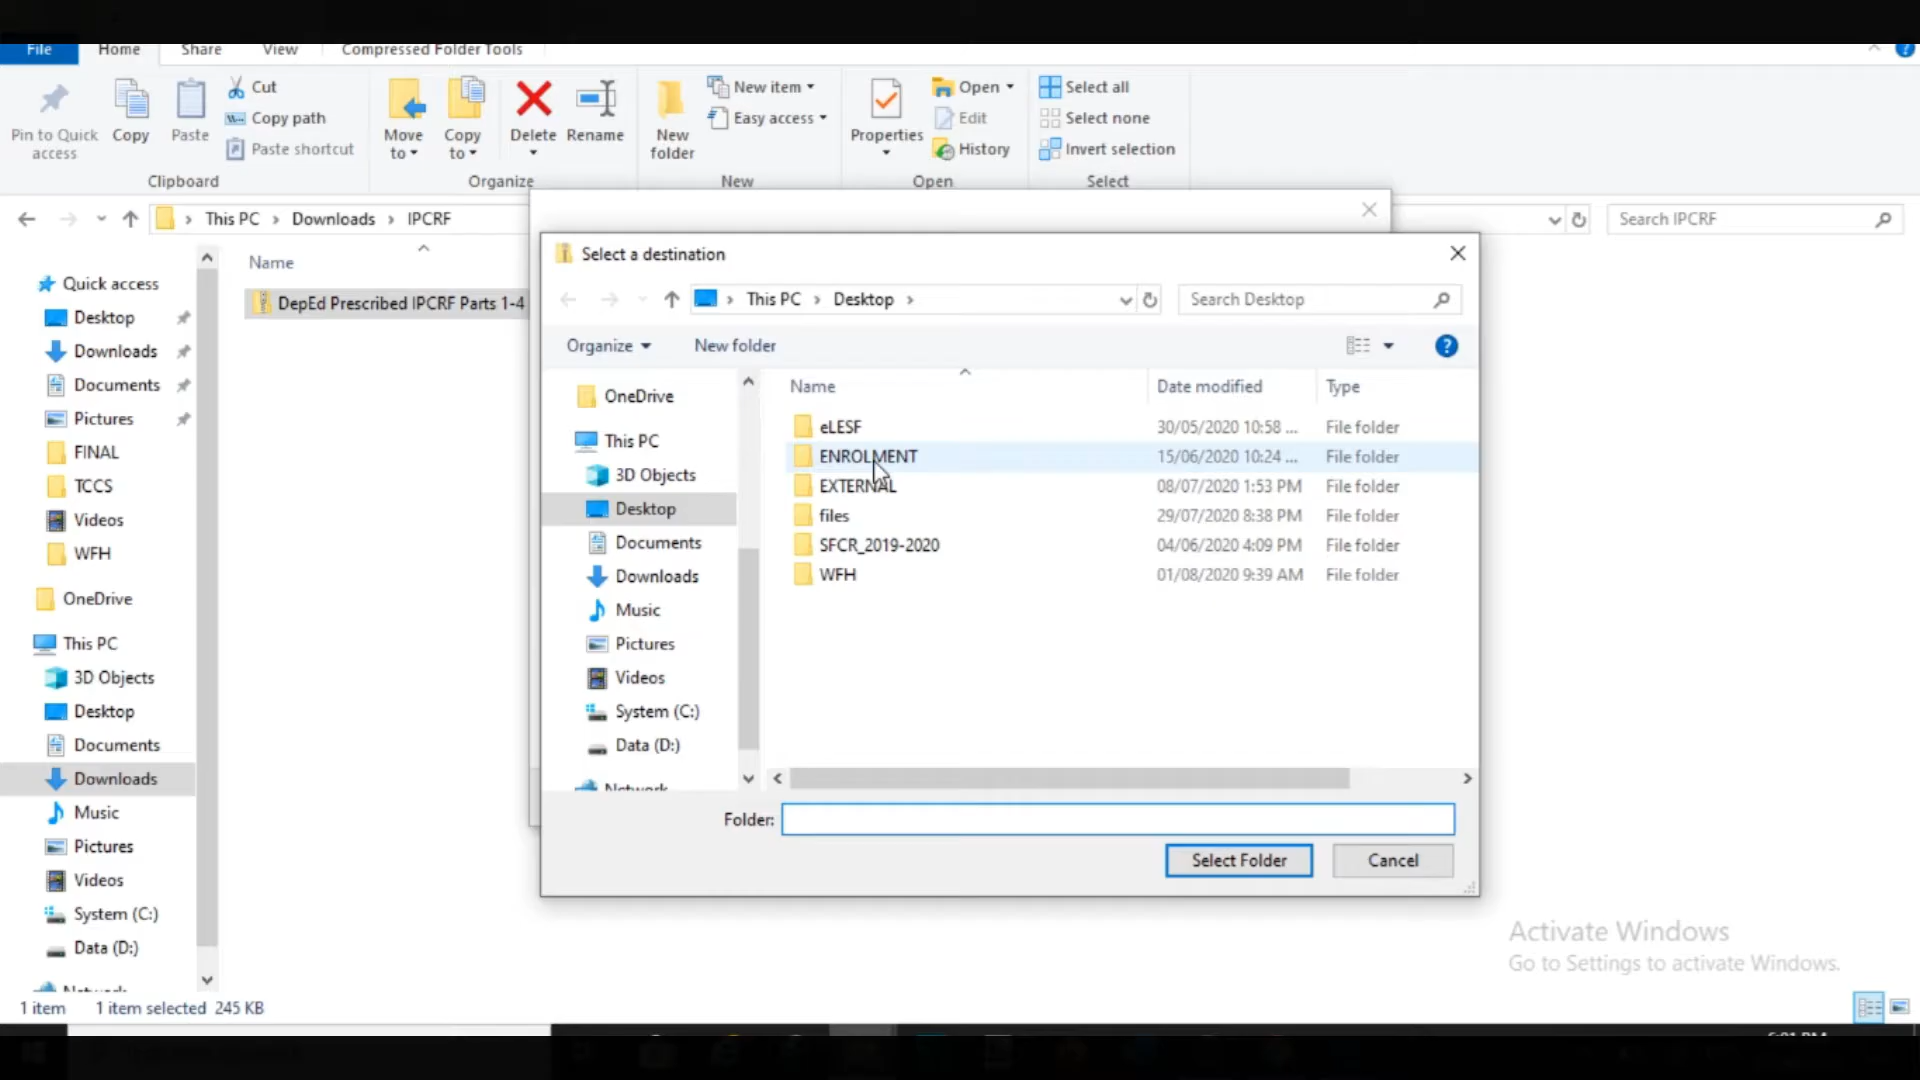 File Home Share View Compressed Folder Tools
Pin to Quick access
Copy
Paste
Cut
Copy path
Paste shortcut
Clipboard
Move to
Copy to
Delete
Rename
Organize
New folder
New item
Easy access
New
Properties
Open
Edit
History
Open
Select all
Select none
Invert selection
Select
This PC > Downloads > IPCRF
Search IPCRF
Name
DepEd Prescribed IPCRF Parts 1-4
Quick access
Desktop
Downloads
Documents
Pictures
FINAL
TCCS
Videos
WFH
OneDrive
This PC
3D Objects
Desktop
Documents
Downloads
Music
Pictures
Videos
System (C:)
Data (D:)
Network
1 item 1 item selected 245 KB
Select a destination
This PC > Desktop >
Search Desktop
Organize New folder
OneDrive
This PC
3D Objects
Desktop
Documents
Downloads
Music
Pictures
Videos
System (C:)
Data (D:)
Network
Name Date modified Type
eLESF 30/05/2020 10:58 ... File folder
ENROLMENT 15/06/2020 10:24 ... File folder
EXTERNAL 08/07/2020 1:53 PM File folder
files 29/07/2020 8:38 PM File folder
SFCR_2019-2020 04/06/2020 4:09 PM File folder
WFH 01/08/2020 9:39 AM File folder
Folder:
Select Folder Cancel
Activate Windows
Go to Settings to activate Windows.